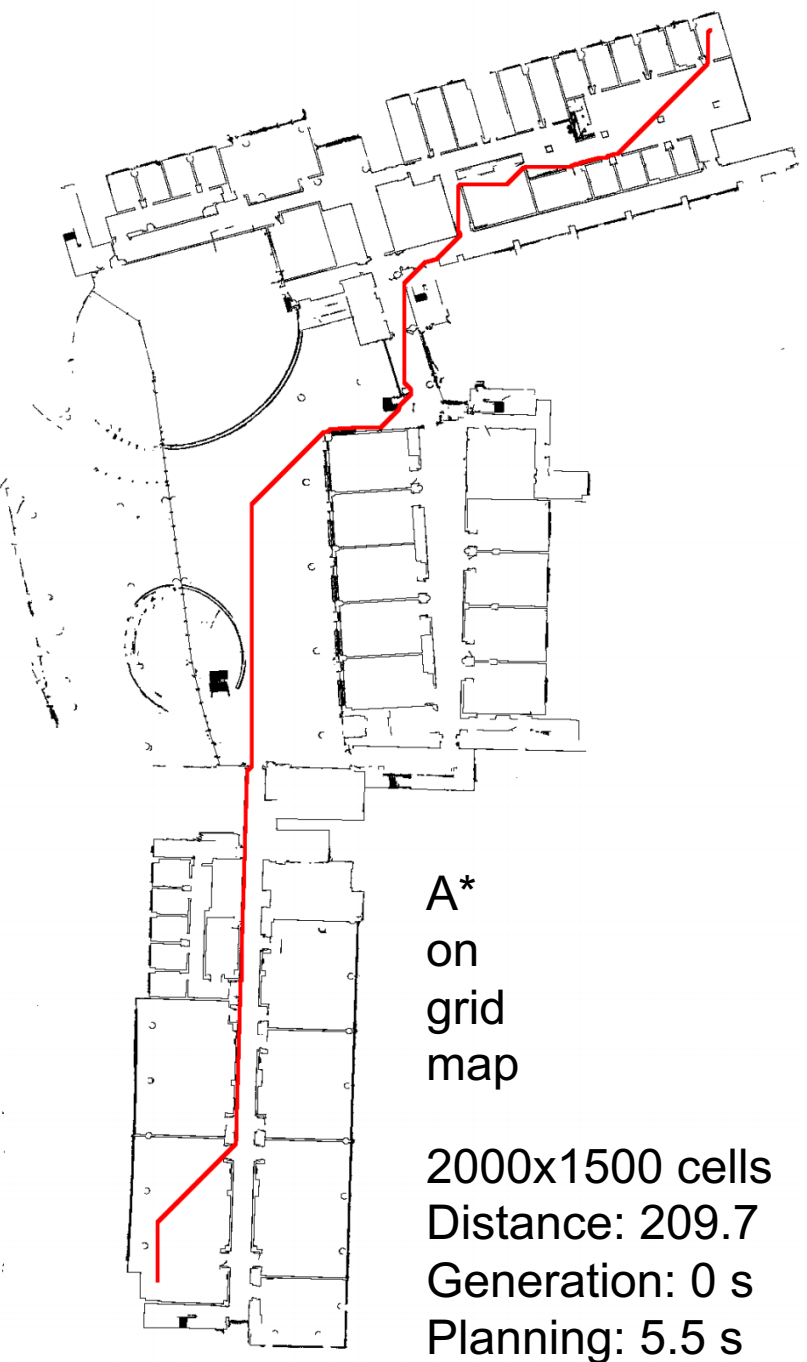 A*
on
grid
map
2000x1500 cells
Distance: 209.7
Generation: 0 s
Planning: 5.5 s